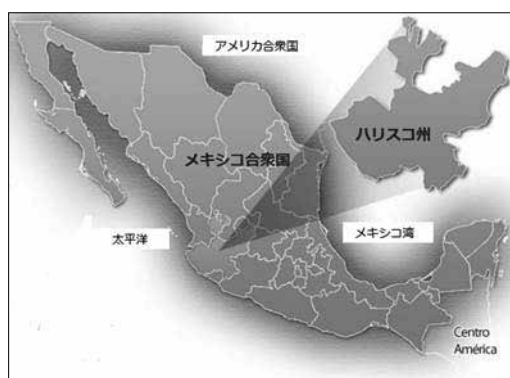 アメリカ合衆国
ハリスコ州
メキシコ合衆国
太平洋
メキシコ湾
Centro
América